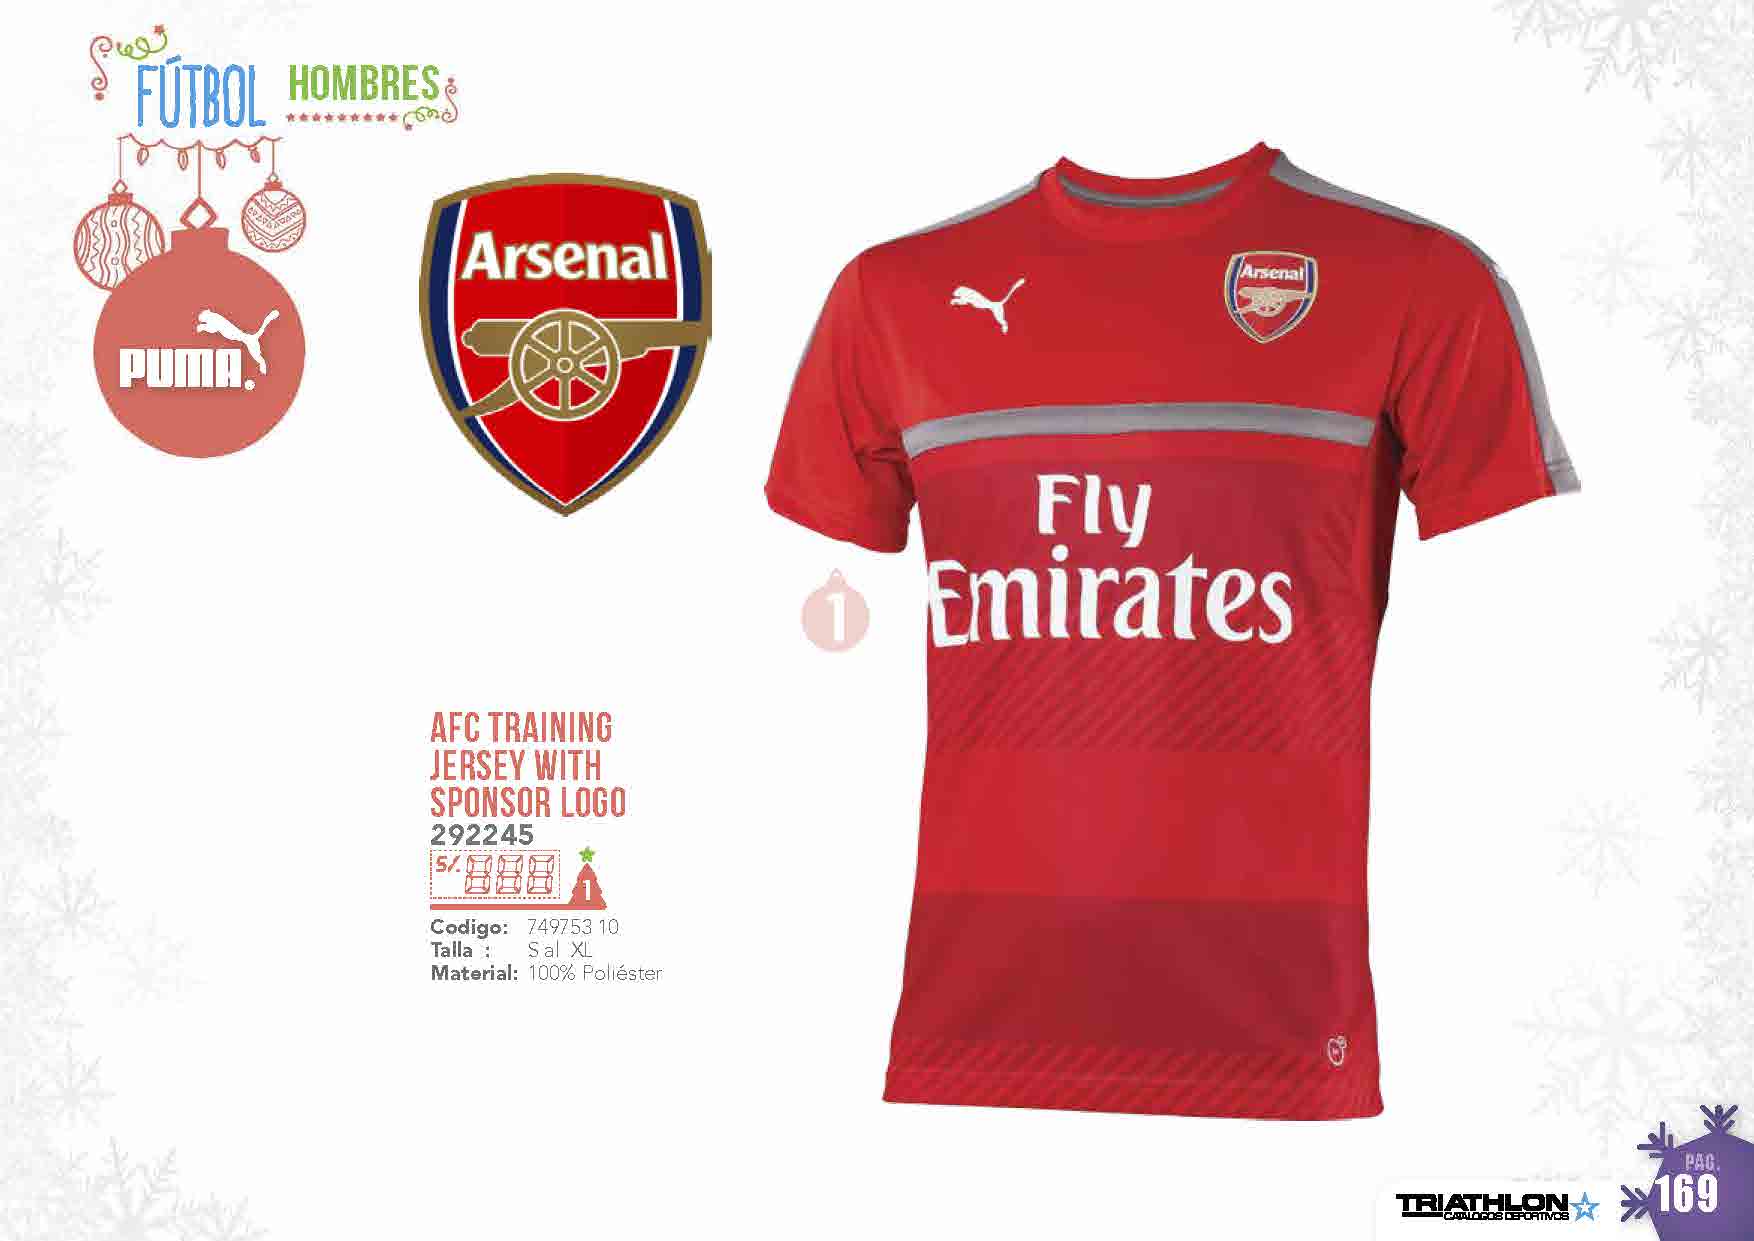 FÚTBOL HOMBRES
PUMA
Arsenal
Arsenal
Fly
Emirates
1
AFC TRAINING
JERSEY WITH
SPONSOR LOGO
292245
S/. 888
1
Codigo: 749753 10
Talla : S al XL
Material: 100% Poliéster
PAG.
169
TRIATHLON
CATALOGOS DEPORTIVOS